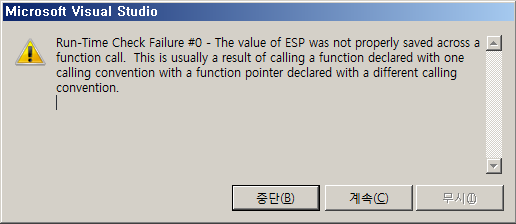 Microsoft Visual Studio
Run-Time Check Failure #0 - The value of ESP was not properly saved across a
function call.  This is usually a result of calling a function declared with one
calling convention with a function pointer declared with a different calling
convention.
중단(B)
계속(C)
무시(I)